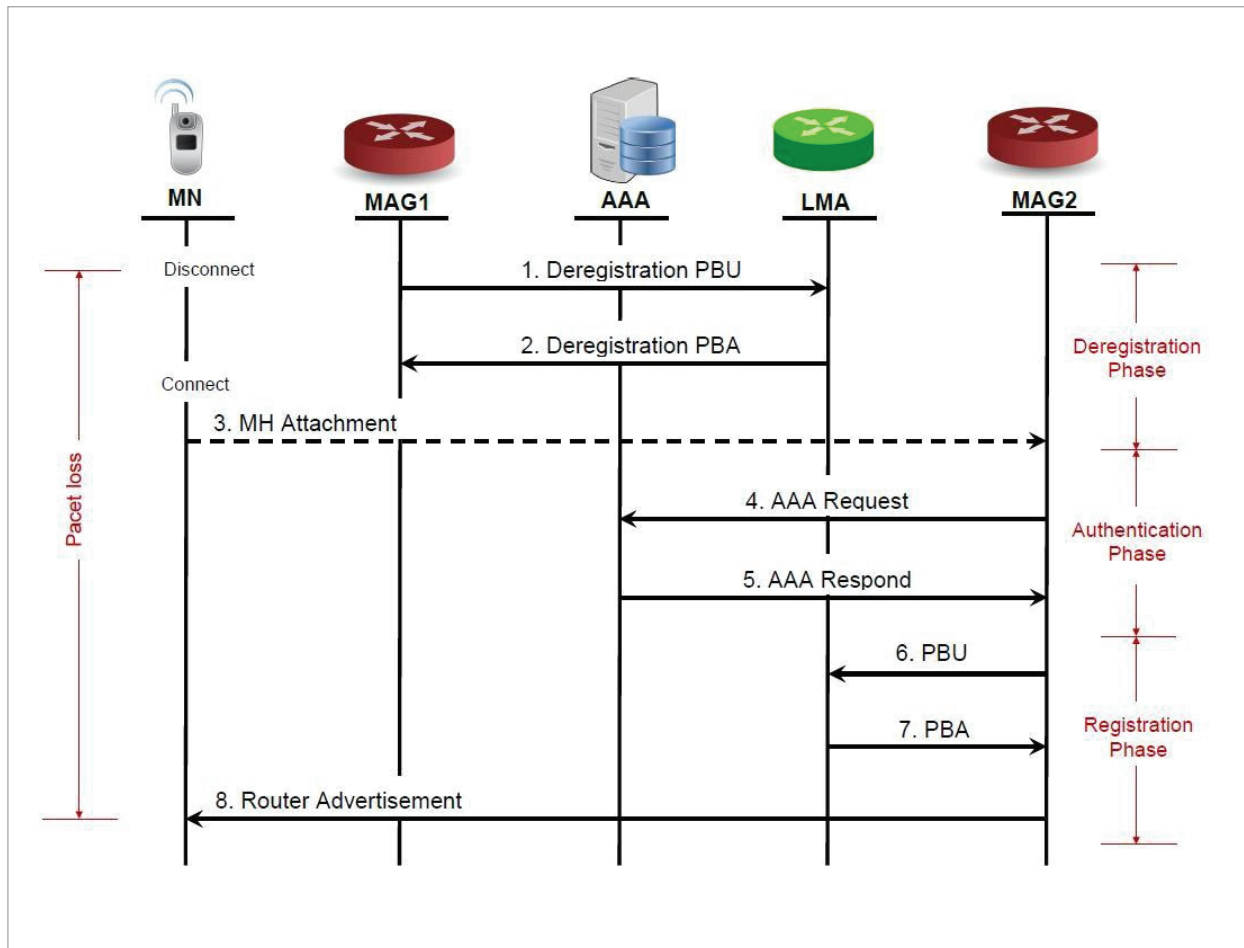 MN
MAG1
AAA
LMA
MAG2
Disconnect
1. Deregistration PBU
2. Deregistration PBA
Deregistration
Phase
Connect
3. MH Attachment
Pacet loss
4. AAA Request
Authentication
Phase
5. AAA Respond
6. PBU
7. PBA
Registration
Phase
8. Router Advertisement